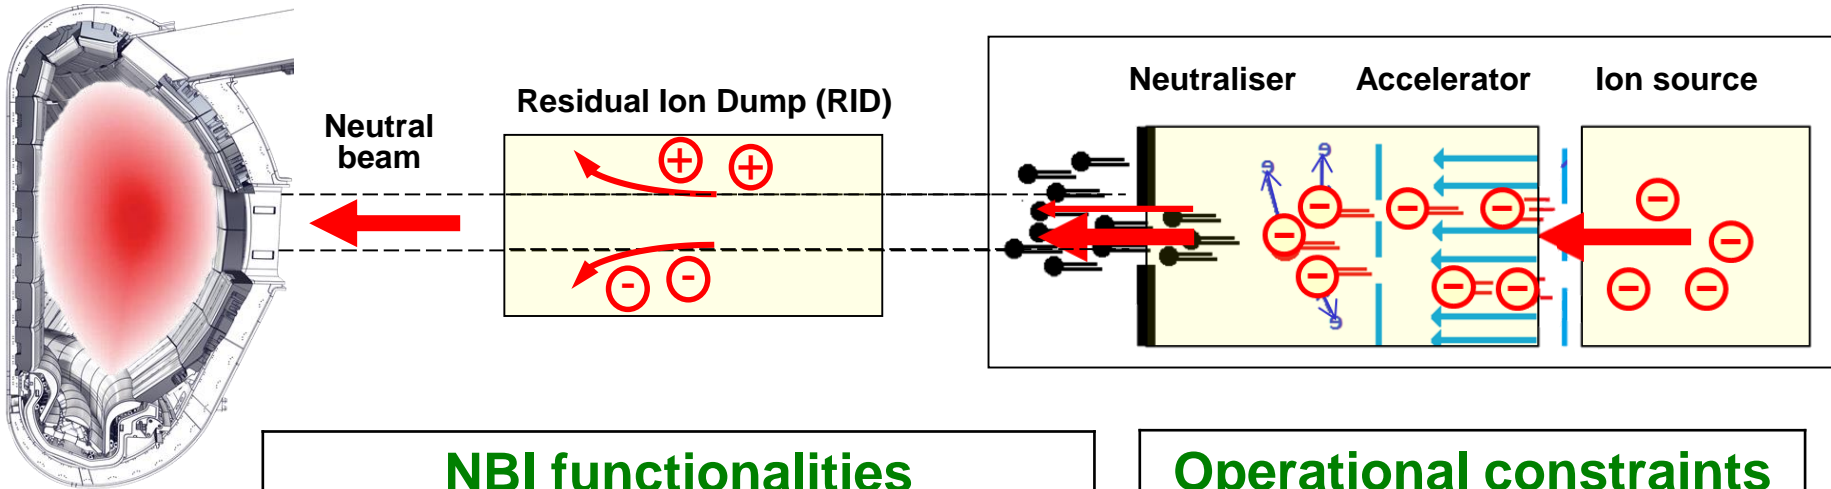 Neutraliser Accelerator Ion source
Residual Ion Dump (RID)
Neutral
beam
+ +
- -
e e
e
− − − − − − −
− − − −
NBI functionalities
Operational constraints